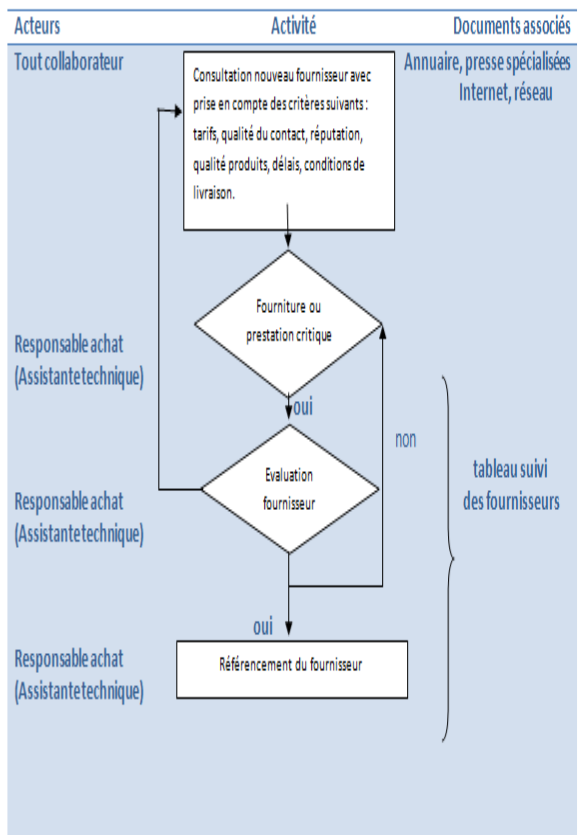 Acteurs Activité Documents associés
Tout collaborateur
Consultation nouveau fournisseur avec
prise en compte des critères suivants :
tarifs, qualité du contact, réputation,
qualité produits, délais, conditions de
livraison.
Annuaire, presse spécialisées
Internet, réseau
Fourniture ou
prestation critique
Responsable achat
(Assistante technique)
oui
non
Evaluation
fournisseur
tableau suivi
des fournisseurs
Responsable achat
(Assistante technique)
oui
Référencement du fournisseur
Responsable achat
(Assistante technique)